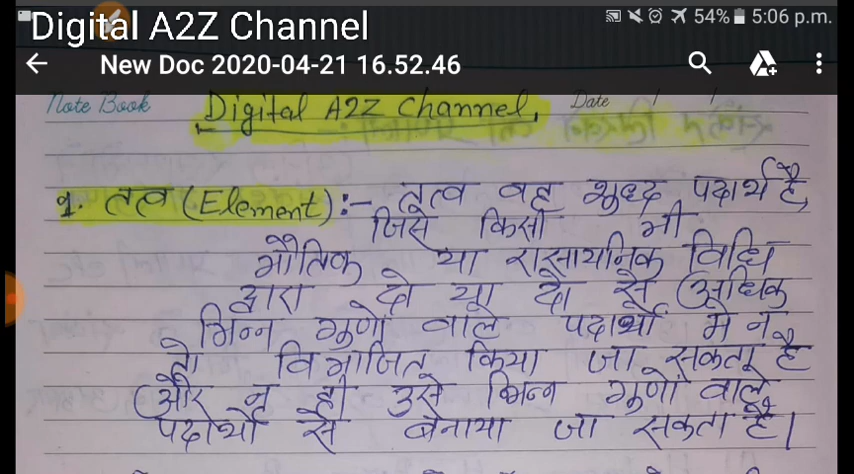 Digital A2Z Channel
54% 5:06 p.m.
New Doc 2020-04-21 16.52.46
Note Book Digital A2Z Channel, Date / /
१. तत्व (Element) :- तत्व वह शुध्द पदार्थ है,
जिसे किसी भी
भौतिक या रासायनिक विधि
द्वारा दो या दो से अधिक
भिन्न गुणों वाले पदार्थों में न
तो विभाजित किया जा सकता है
और न ही उसे भिन्न गुणों वाले
पदार्थों से बनाया जा सकता है।